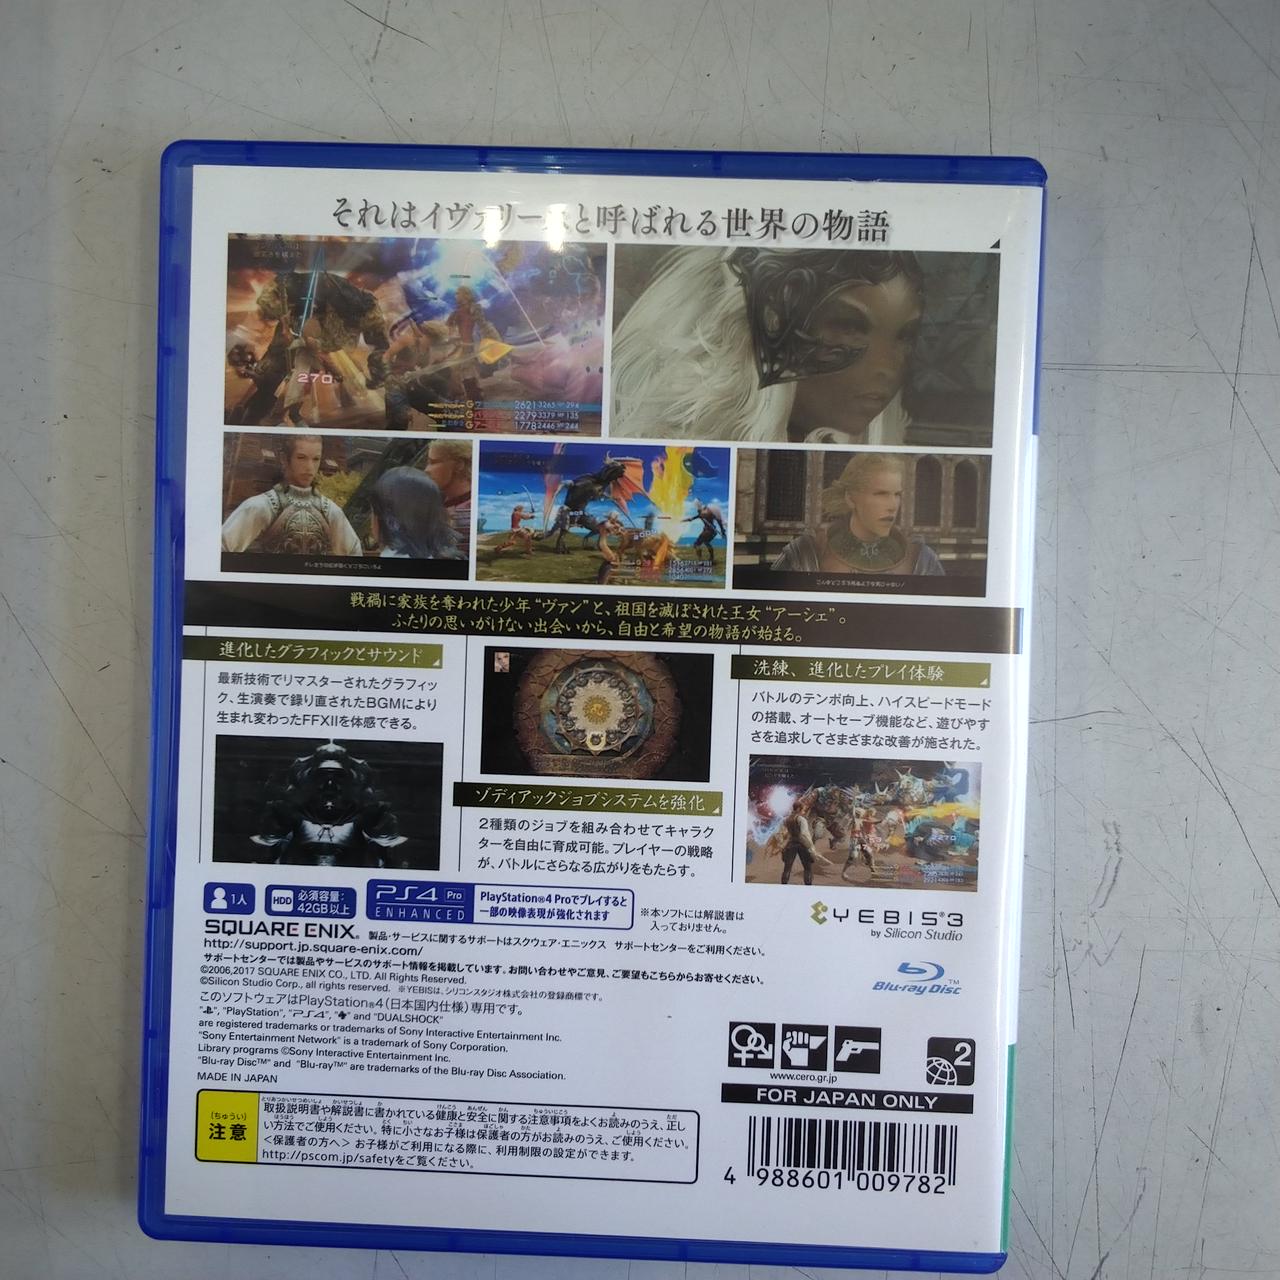 それはイヴァリースと呼ばれる世界の物語
270
2621 3265 MP 294
2279 3379 MP 135
1778 2446 MP 244
戦禍に家族を奪われた少年“ヴァン”と、祖国を滅ぼされた王女“アーシェ”。
ふたりの思いがけない出会いから、自由と希望の物語が始まる。
進化したグラフィックとサウンド
最新技術でリマスターされたグラフィッ
ク、生演奏で録り直されたBGMにより
生まれ変わったFFXIIを体感できる。
ゾディアックジョブシステムを強化
2種類のジョブを組み合わせてキャラク
ターを自由に育成可能。プレイヤーの戦略
が、バトルにさらなる広がりをもたらす。
洗練、進化したプレイ体験
バトルのテンポ向上、ハイスピードモード
の搭載、オートセーブ機能など、遊びやす
さを追求してさまざまな改善が施された。
1人
HDD 必須容量:
42GB以上
PS4 Pro
ENHANCED
PlayStation®4 Proでプレイすると
一部の映像表現が強化されます
※本ソフトには解説書は
入っておりません。
YEBIS®3
by Silicon Studio
SQUARE ENIX. 製品・サービスに関するサポートはスクウェア・エニックス サポートセンターをご利用ください。
http://support.jp.square-enix.com/
サポートセンターでは製品やサービスのサポート情報を掲載しています。お問い合わせやご意見、ご要望もこちらからお寄せください。
©2006,2017 SQUARE ENIX CO., LTD. All Rights Reserved.
©Silicon Studio Corp., all rights reserved. ※YEBISは、シリコンスタジオ株式会社の登録商標です。
このソフトウェアはPlayStation®4(日本国内仕様)専用です。
"PlayStation", "PS4", and "DUALSHOCK"
are registered trademarks or trademarks of Sony Interactive Entertainment Inc.
"Sony Entertainment Network" is a trademark of Sony Corporation.
Library programs ©Sony Interactive Entertainment Inc.
"Blu-ray Disc™" and "Blu-ray™" are trademarks of the Blu-ray Disc Association.
MADE IN JAPAN
Blu-ray Disc™
www.cero.gr.jp
2
FOR JAPAN ONLY
(ちゅうい)
注意
取扱説明書や解説書に書かれている健康と安全に関する注意事項をよくお読みのうえ、正し
い方法でご使用ください。特に小さなお子様は保護者の方がお読みのうえ、ご使用ください。
<保護者の方へ> お子様がご利用になる際に、利用制限の設定ができます。
http://pscom.jp/safetyをご覧ください。
4 988601 009782